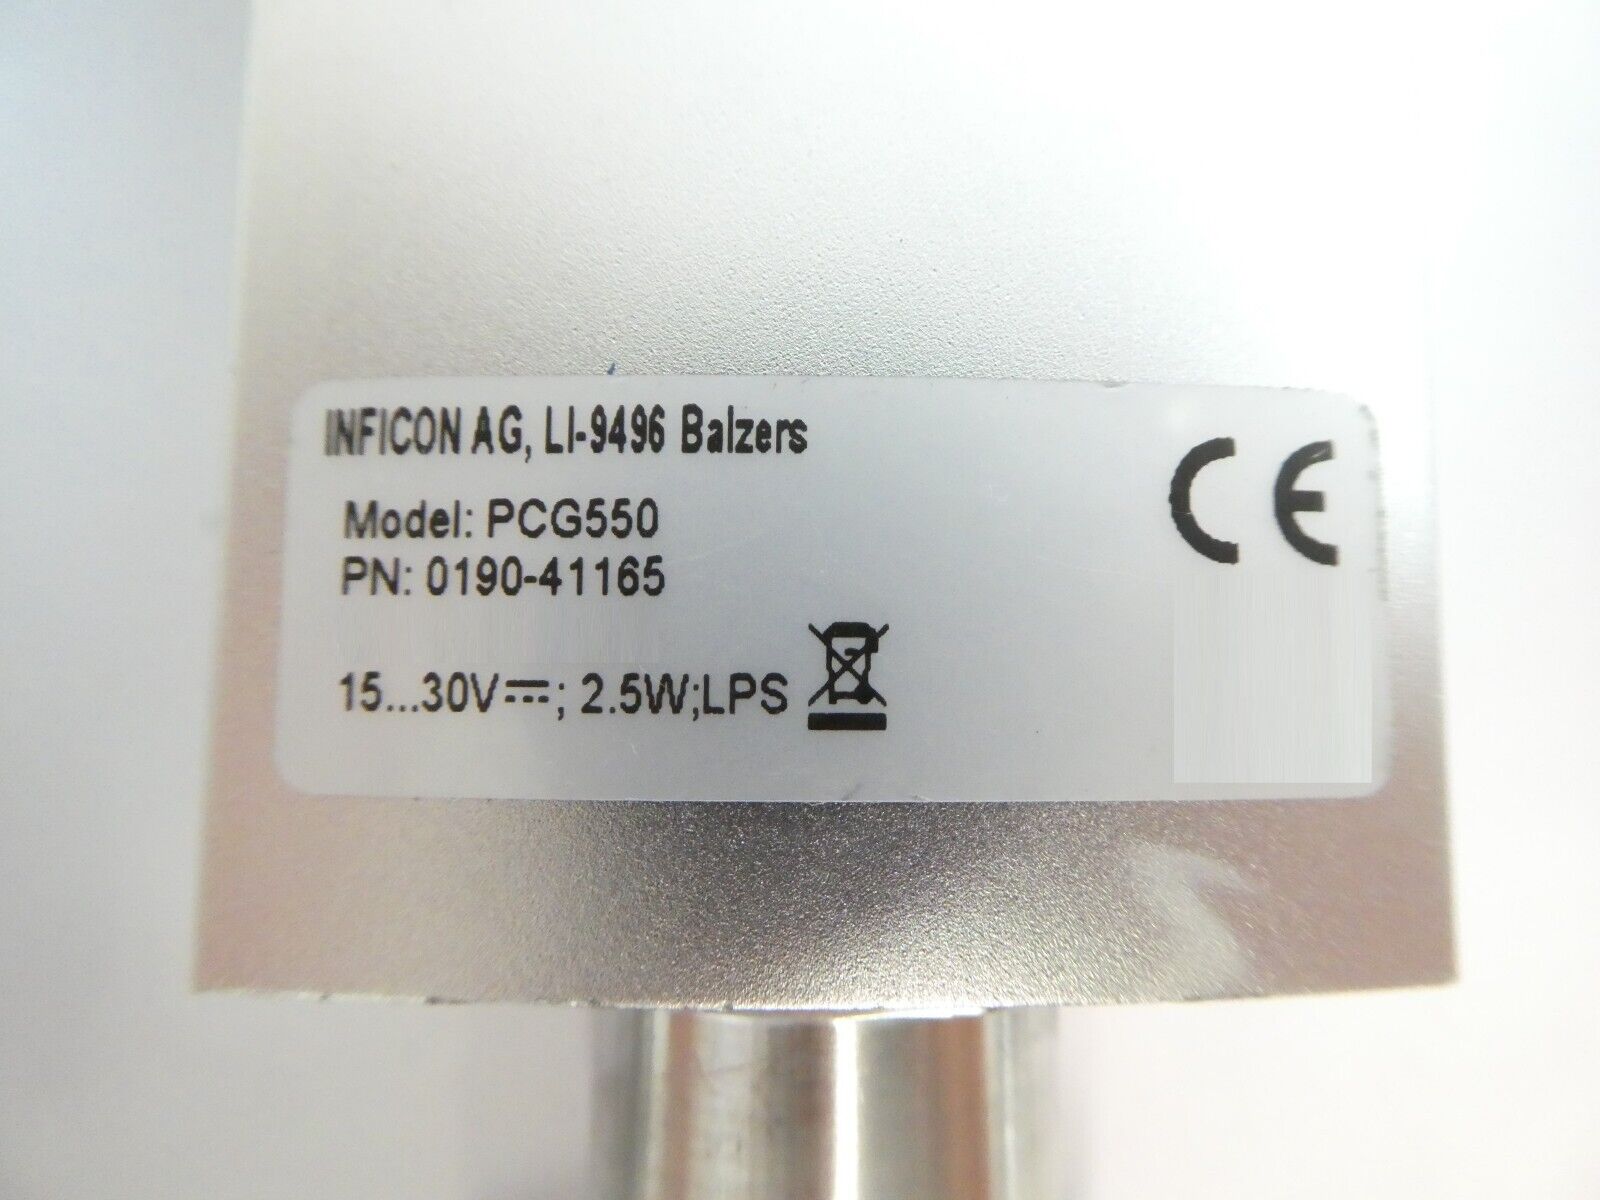 INFICON AG, LI-9496 Balzers
CE
Model: PCG550
PN: 0190-41165
15...30V⎓; 2.5W;LPS